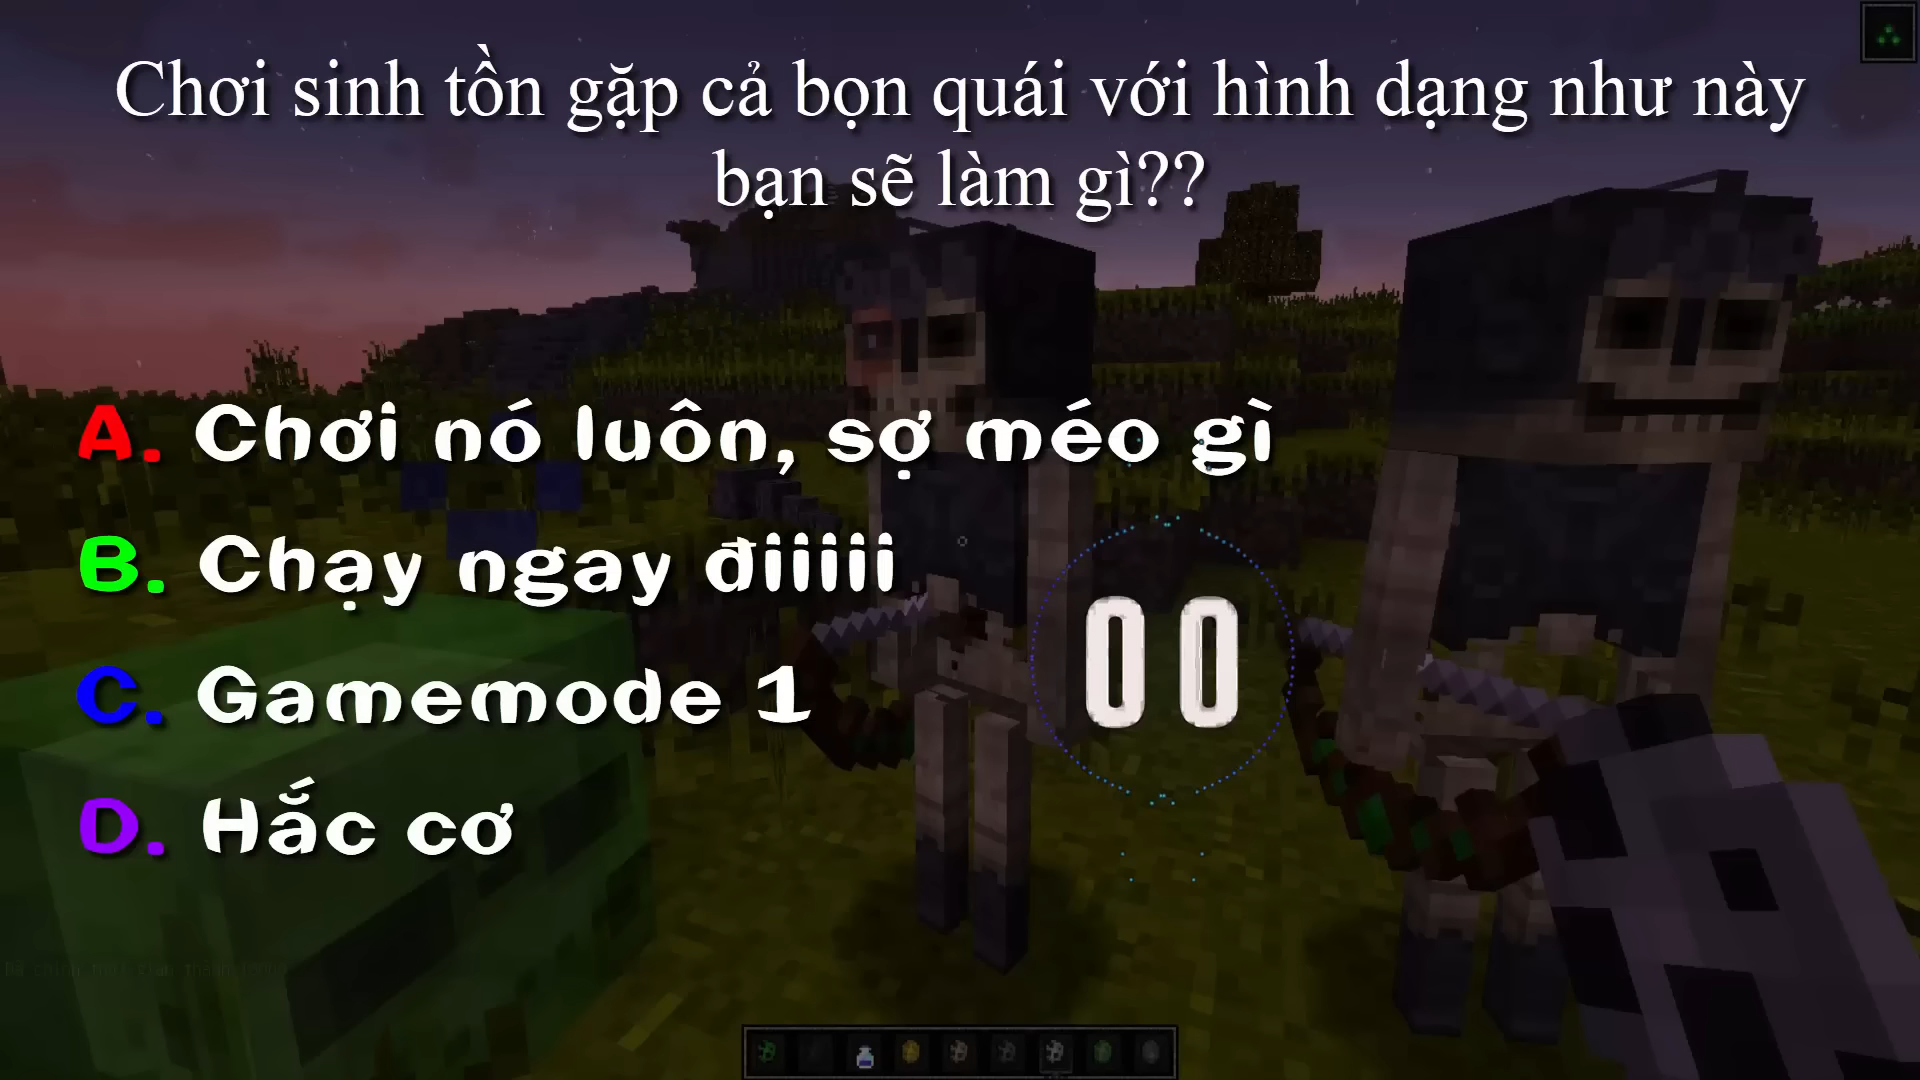 Chơi sinh tồn gặp cả bọn quái với hình dạng như này
bạn sẽ làm gì??
A. Chơi nó luôn, sợ méo gì
B. Chạy ngay điiiii
C. Gamemode 1
D. Hắc cơ
00